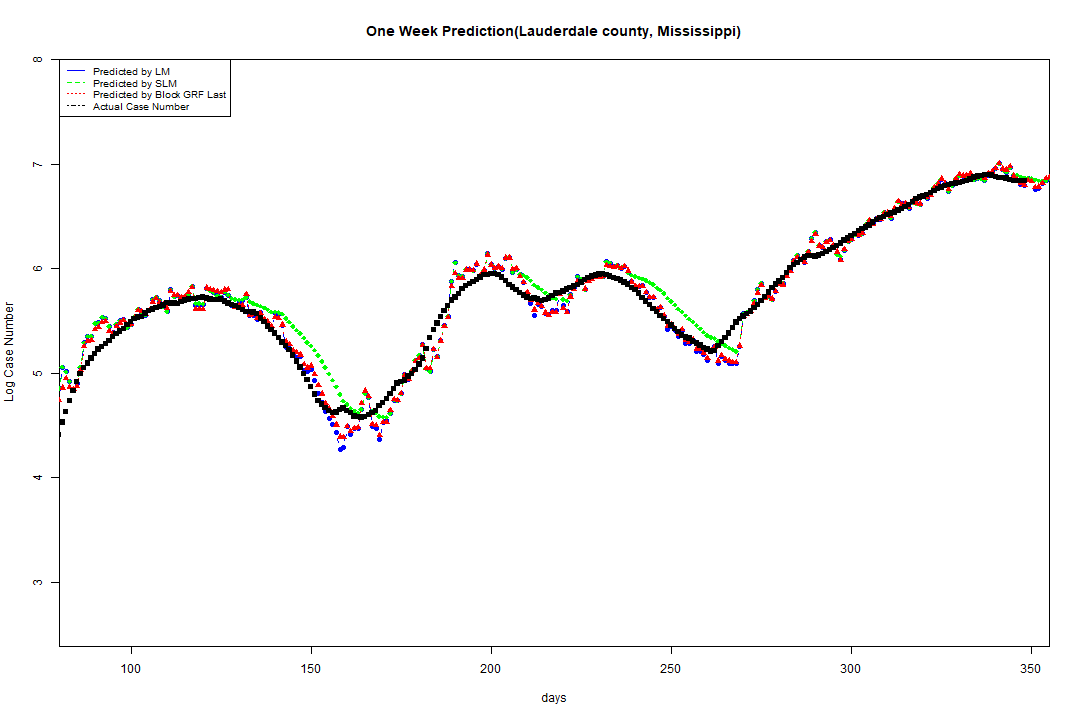 One Week Prediction(Lauderdale county, Mississippi)
Predicted by LM
Predicted by SLM
Predicted by Block GRF Last
Actual Case Number
8
7
6
5
4
3
Log Case Number
100 150 200 250 300 350
days